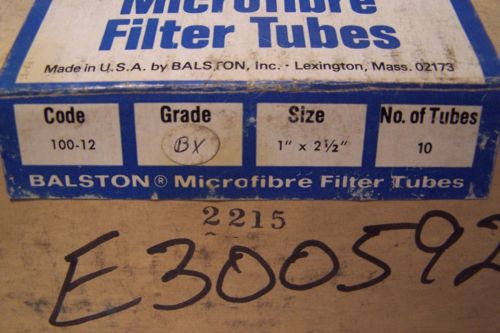 Microfibre
Filter Tubes
Made in U.S.A. by BALSTON, Inc. · Lexington, Mass. 02173
Code Grade Size No. of Tubes
100-12 BX 1" x 2½" 10
BALSTON® Microfibre Filter Tubes
2215
E300592